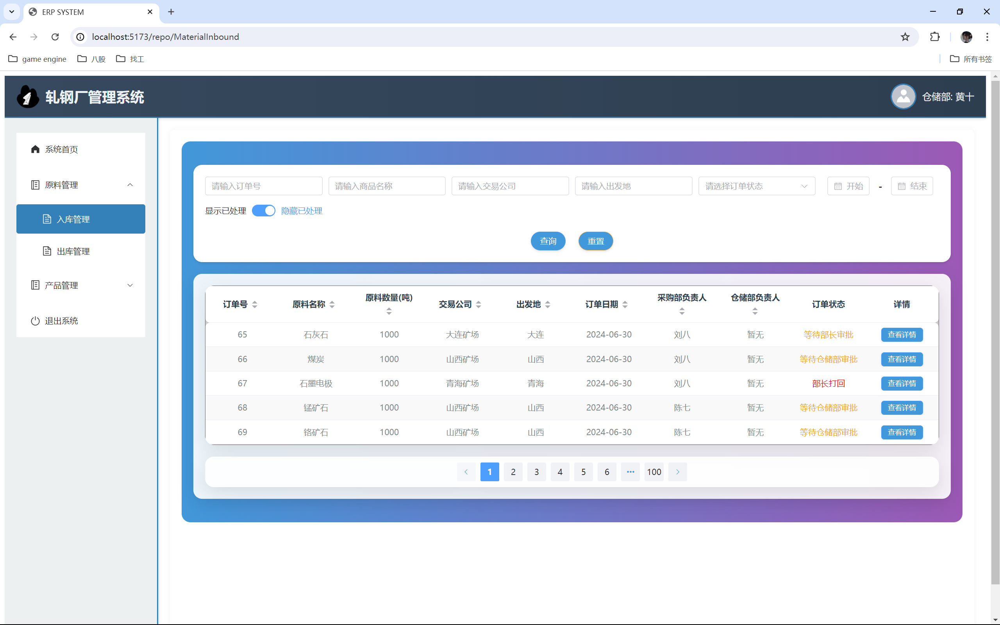 ERP SYSTEM
localhost:5173/repo/MaterialInbound
game engine 八股 找工 所有书签
轧钢厂管理系统 仓储部: 黄十
系统首页
原料管理
入库管理
出库管理
产品管理
退出系统
请输入订单号 请输入商品名称 请输入交易公司 请输入出发地 请选择订单状态 开始 - 结束
显示已处理 隐藏已处理
查询 重置
订单号 原料名称 原料数量(吨) 交易公司 出发地 订单日期 采购部负责人 仓储部负责人 订单状态 详情
65 石灰石 1000 大连矿场 大连 2024-06-30 刘八 暂无 等待部长审批 查看详情
66 煤炭 1000 山西矿场 山西 2024-06-30 刘八 暂无 等待仓储部审批 查看详情
67 石墨电极 1000 青海矿场 青海 2024-06-30 刘八 暂无 部长打回 查看详情
68 锰矿石 1000 山西矿场 山西 2024-06-30 陈七 暂无 等待仓储部审批 查看详情
69 铬矿石 1000 山西矿场 山西 2024-06-30 陈七 暂无 等待仓储部审批 查看详情
1 2 3 4 5 6 ••• 100